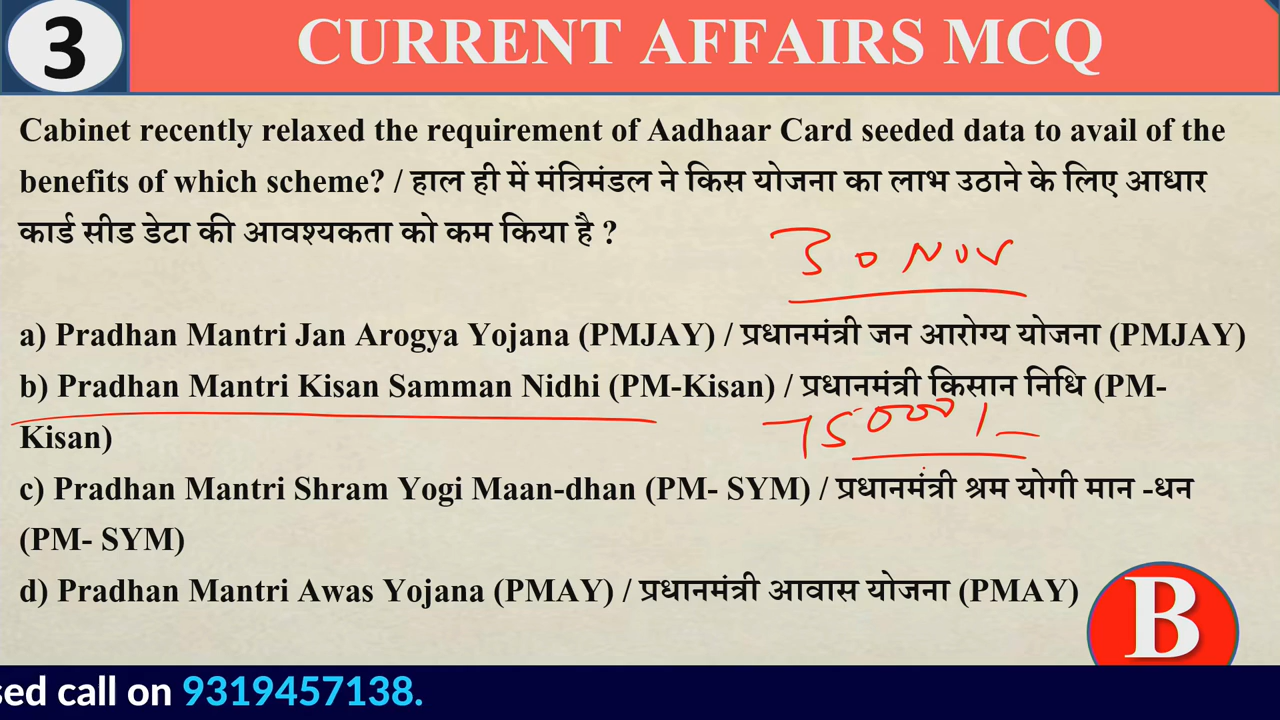 3
CURRENT AFFAIRS MCQ
Cabinet recently relaxed the requirement of Aadhaar Card seeded data to avail of the
benefits of which scheme? / हाल ही में मंत्रिमंडल ने किस योजना का लाभ उठाने के लिए आधार
कार्ड सीड डेटा की आवश्यकता को कम किया है ?
30 Nov
a) Pradhan Mantri Jan Arogya Yojana (PMJAY) / प्रधानमंत्री जन आरोग्य योजना (PMJAY)
b) Pradhan Mantri Kisan Samman Nidhi (PM-Kisan) / प्रधानमंत्री किसान निधि (PM-
Kisan)
75000/-
c) Pradhan Mantri Shram Yogi Maan-dhan (PM- SYM) / प्रधानमंत्री श्रम योगी मान -धन
(PM- SYM)
d) Pradhan Mantri Awas Yojana (PMAY) / प्रधानमंत्री आवास योजना (PMAY)
B
sed call on 9319457138.